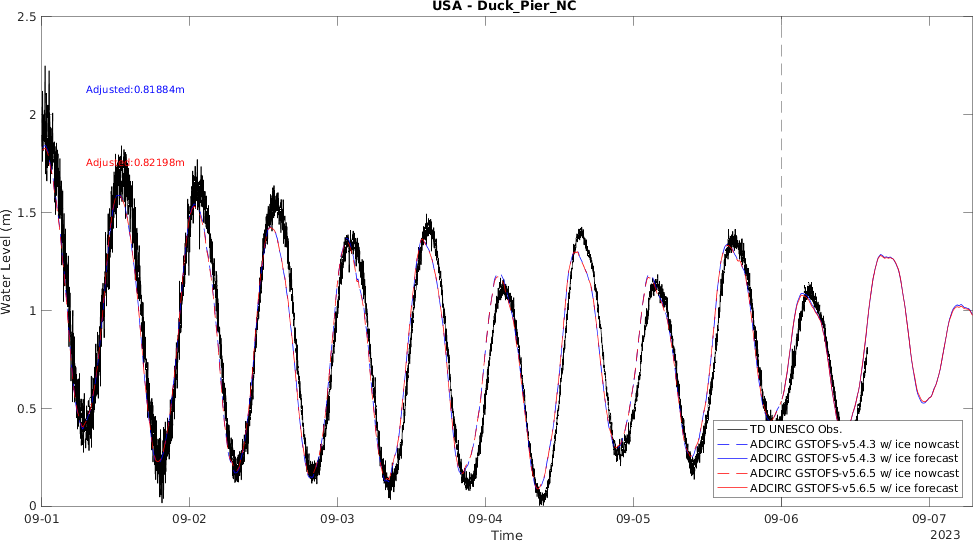 USA - Duck_Pier_NC
2.5
2
1.5
1
0.5
0
Water Level (m)
Adjusted:0.81884m
Adjusted:0.82198m
TD UNESCO Obs.
ADCIRC GSTOFS-v5.4.3 w/ ice nowcast
ADCIRC GSTOFS-v5.4.3 w/ ice forecast
ADCIRC GSTOFS-v5.6.5 w/ ice nowcast
ADCIRC GSTOFS-v5.6.5 w/ ice forecast
09-01 09-02 09-03 09-04 09-05 09-06 09-07
Time
2023